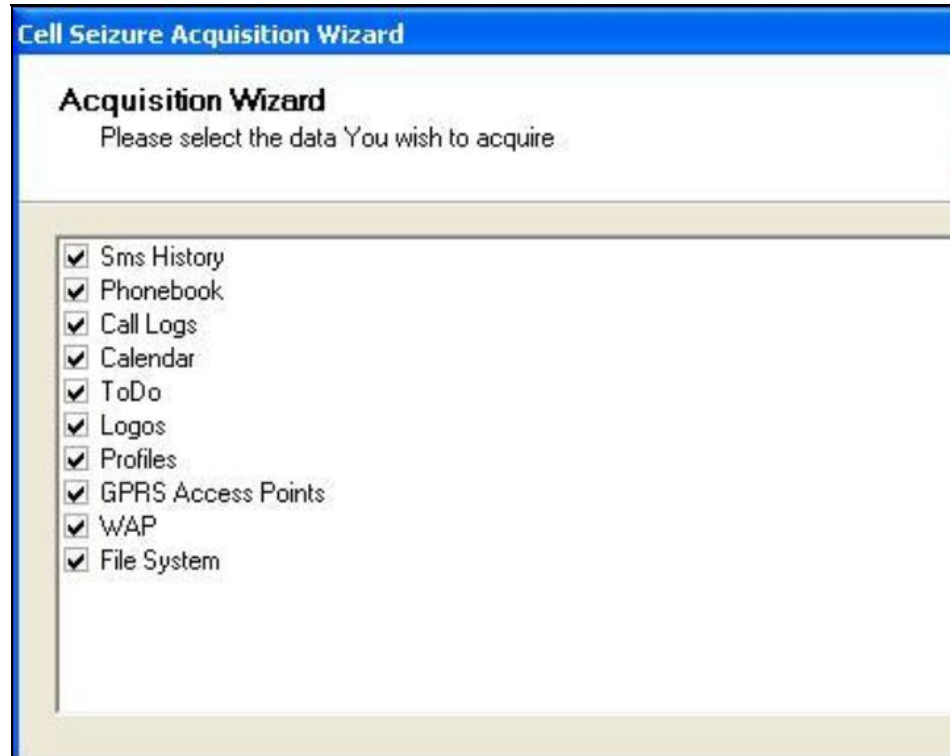 Cell Seizure Acquisition Wizard
Acquisition Wizard
Please select the data You wish to acquire
Sms History
Phonebook
Call Logs
Calendar
ToDo
Logos
Profiles
GPRS Access Points
WAP
File System